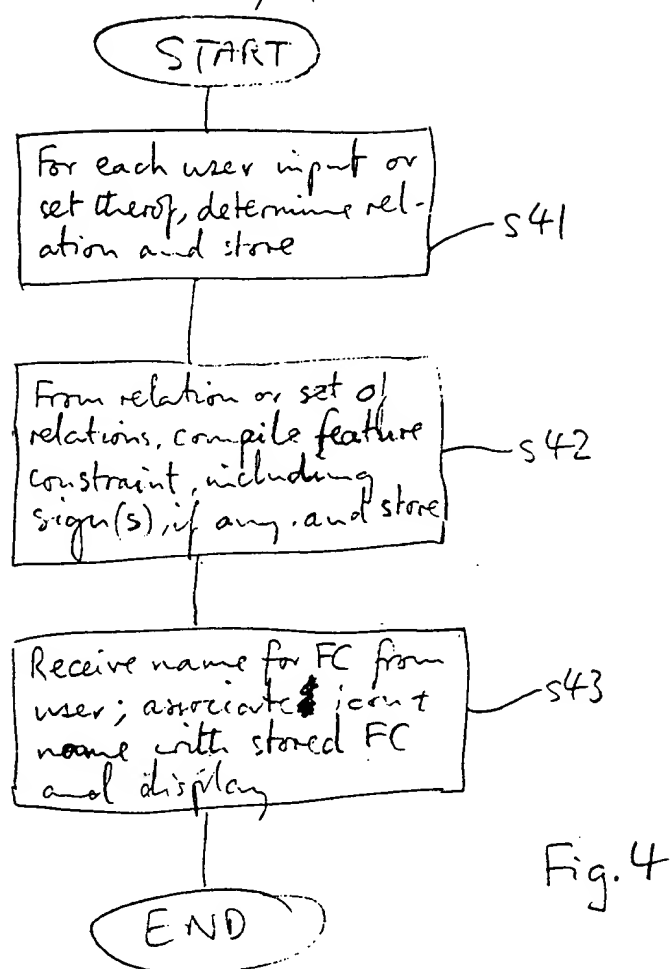 START
For each user input or
set therof, determine rel-
ation and store
s41
From relation or set of
relations, compile feature
constraint, including
sign(s), if any, and store
s42
Receive name for FC from
user; associate icon +
name with stored FC
and display
s43
END
Fig. 4